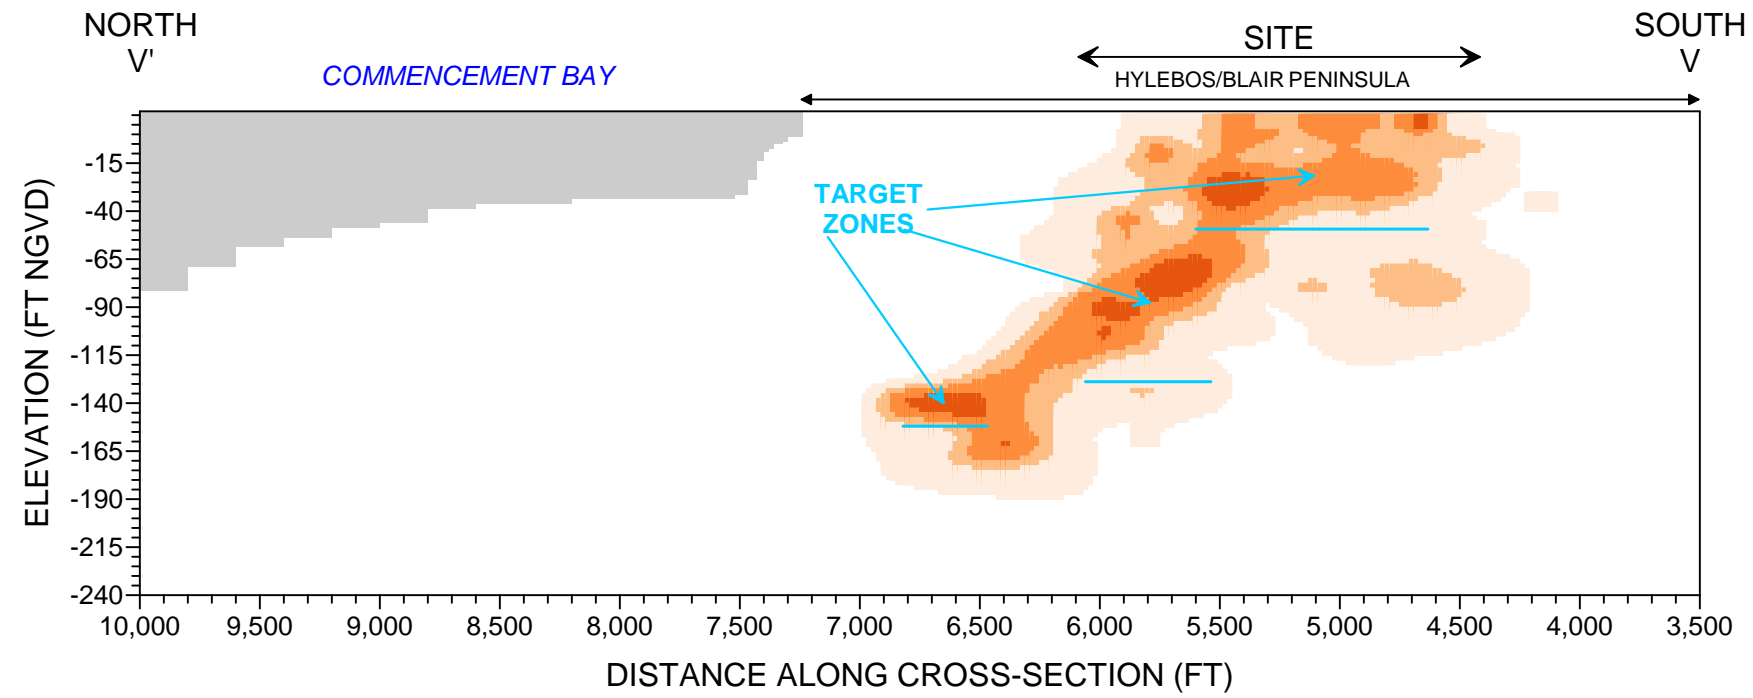 NORTH
V'
COMMENCEMENT BAY
SITE
HYLEBOS/BLAIR PENINSULA
SOUTH
V
TARGET
ZONES
ELEVATION (FT NGVD)
-15
-40
-65
-90
-115
-140
-165
-190
-215
-240
10,000 9,500 9,000 8,500 8,000 7,500 7,000 6,500 6,000 5,500 5,000 4,500 4,000 3,500
DISTANCE ALONG CROSS-SECTION (FT)